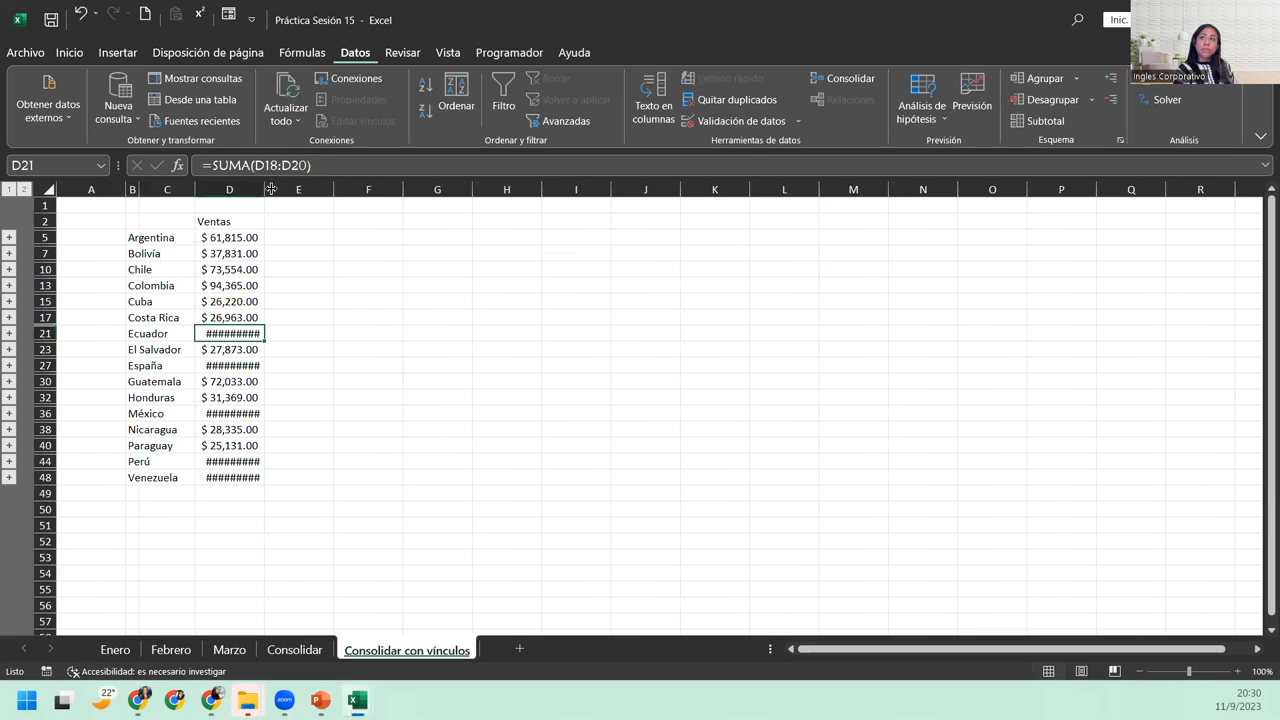 Práctica Sesión 15 - Excel
Inic.
Ingles Corporativo
Archivo Inicio Insertar Disposición de página Fórmulas Datos Revisar Vista Programador Ayuda
Obtener datos externos
Nueva consulta
Mostrar consultas
Desde una tabla
Fuentes recientes
Obtener y transformar
Actualizar todo
Conexiones
Propiedades
Editar vínculos
Conexiones
Ordenar
Filtro
Borrar
Volver a aplicar
Avanzadas
Ordenar y filtrar
Texto en columnas
Relleno rápido
Quitar duplicados
Validación de datos
Consolidar
Relaciones
Herramientas de datos
Análisis de hipótesis
Previsión
Previsión
Agrupar
Desagrupar
Subtotal
Esquema
Solver
Análisis
D21 fx =SUMA(D18:D20)
1 2 A B C D E F G H I J K L M N O P Q R
1
2 Ventas
5 Argentina $ 61,815.00
7 Bolivía $ 37,831.00
10 Chile $ 73,554.00
13 Colombia $ 94,365.00
15 Cuba $ 26,220.00
17 Costa Rica $ 26,963.00
21 Ecuador #########
23 El Salvador $ 27,873.00
27 España #########
30 Guatemala $ 72,033.00
32 Honduras $ 31,369.00
36 México #########
38 Nicaragua $ 28,335.00
40 Paraguay $ 25,131.00
44 Perú #########
48 Venezuela #########
49
50
51
52
53
54
55
56
57
Enero Febrero Marzo Consolidar Consolidar con vínculos
Listo Accesibilidad: es necesario investigar 100%
22° zoom
20:30
11/9/2023